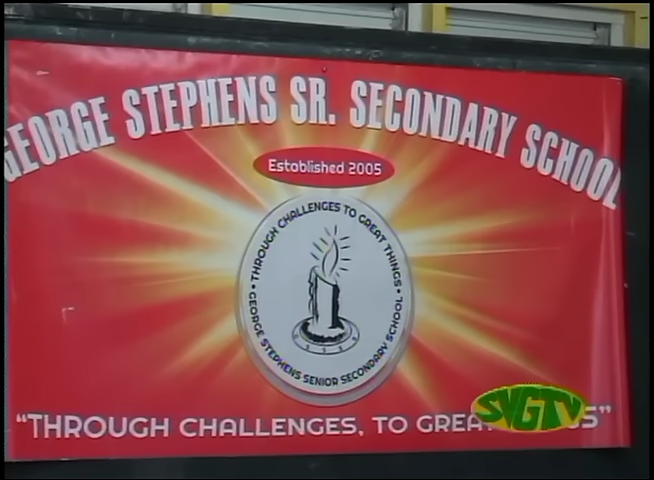 GEORGE STEPHENS SR. SECONDARY SCHOOL
Established 2005
• THROUGH CHALLENGES TO GREAT THINGS •
GEORGE STEPHENS SENIOR SECONDARY SCHOOL
"THROUGH CHALLENGES, TO GREA
SVGTV